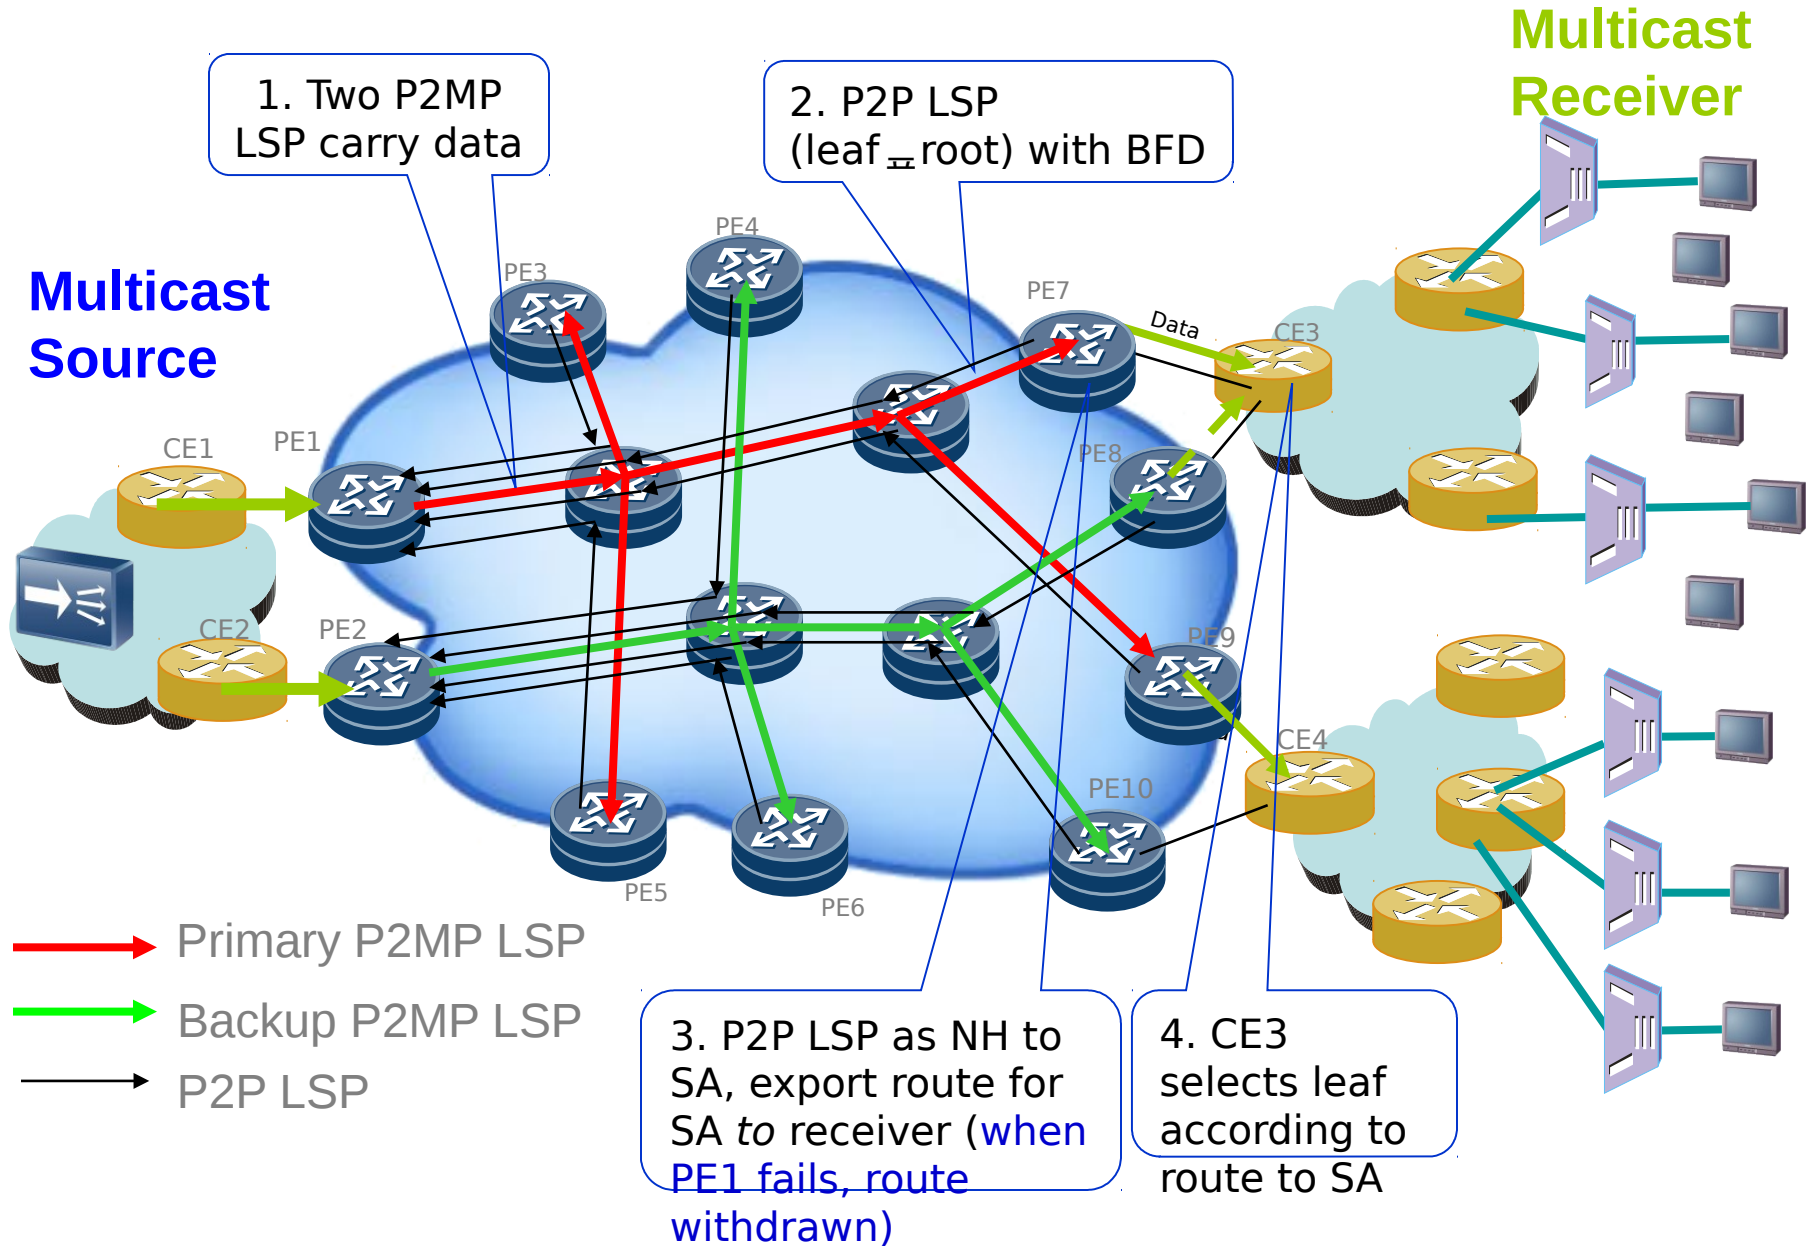 Multicast
Receiver
1. Two P2MP
LSP carry data
2. P2P LSP
(leaf root) with BFD
PE4
PE3
Multicast
Source
PE7
Data
CE3
CE1
PE1
PE8
CE2
PE2
PE9
CE4
PE10
PE5
PE6
Primary P2MP LSP
Backup P2MP LSP
P2P LSP
3. P2P LSP as NH to
SA, export route for
SA to receiver (when
PE1 fails, route
withdrawn)
4. CE3
selects leaf
according to
route to SA